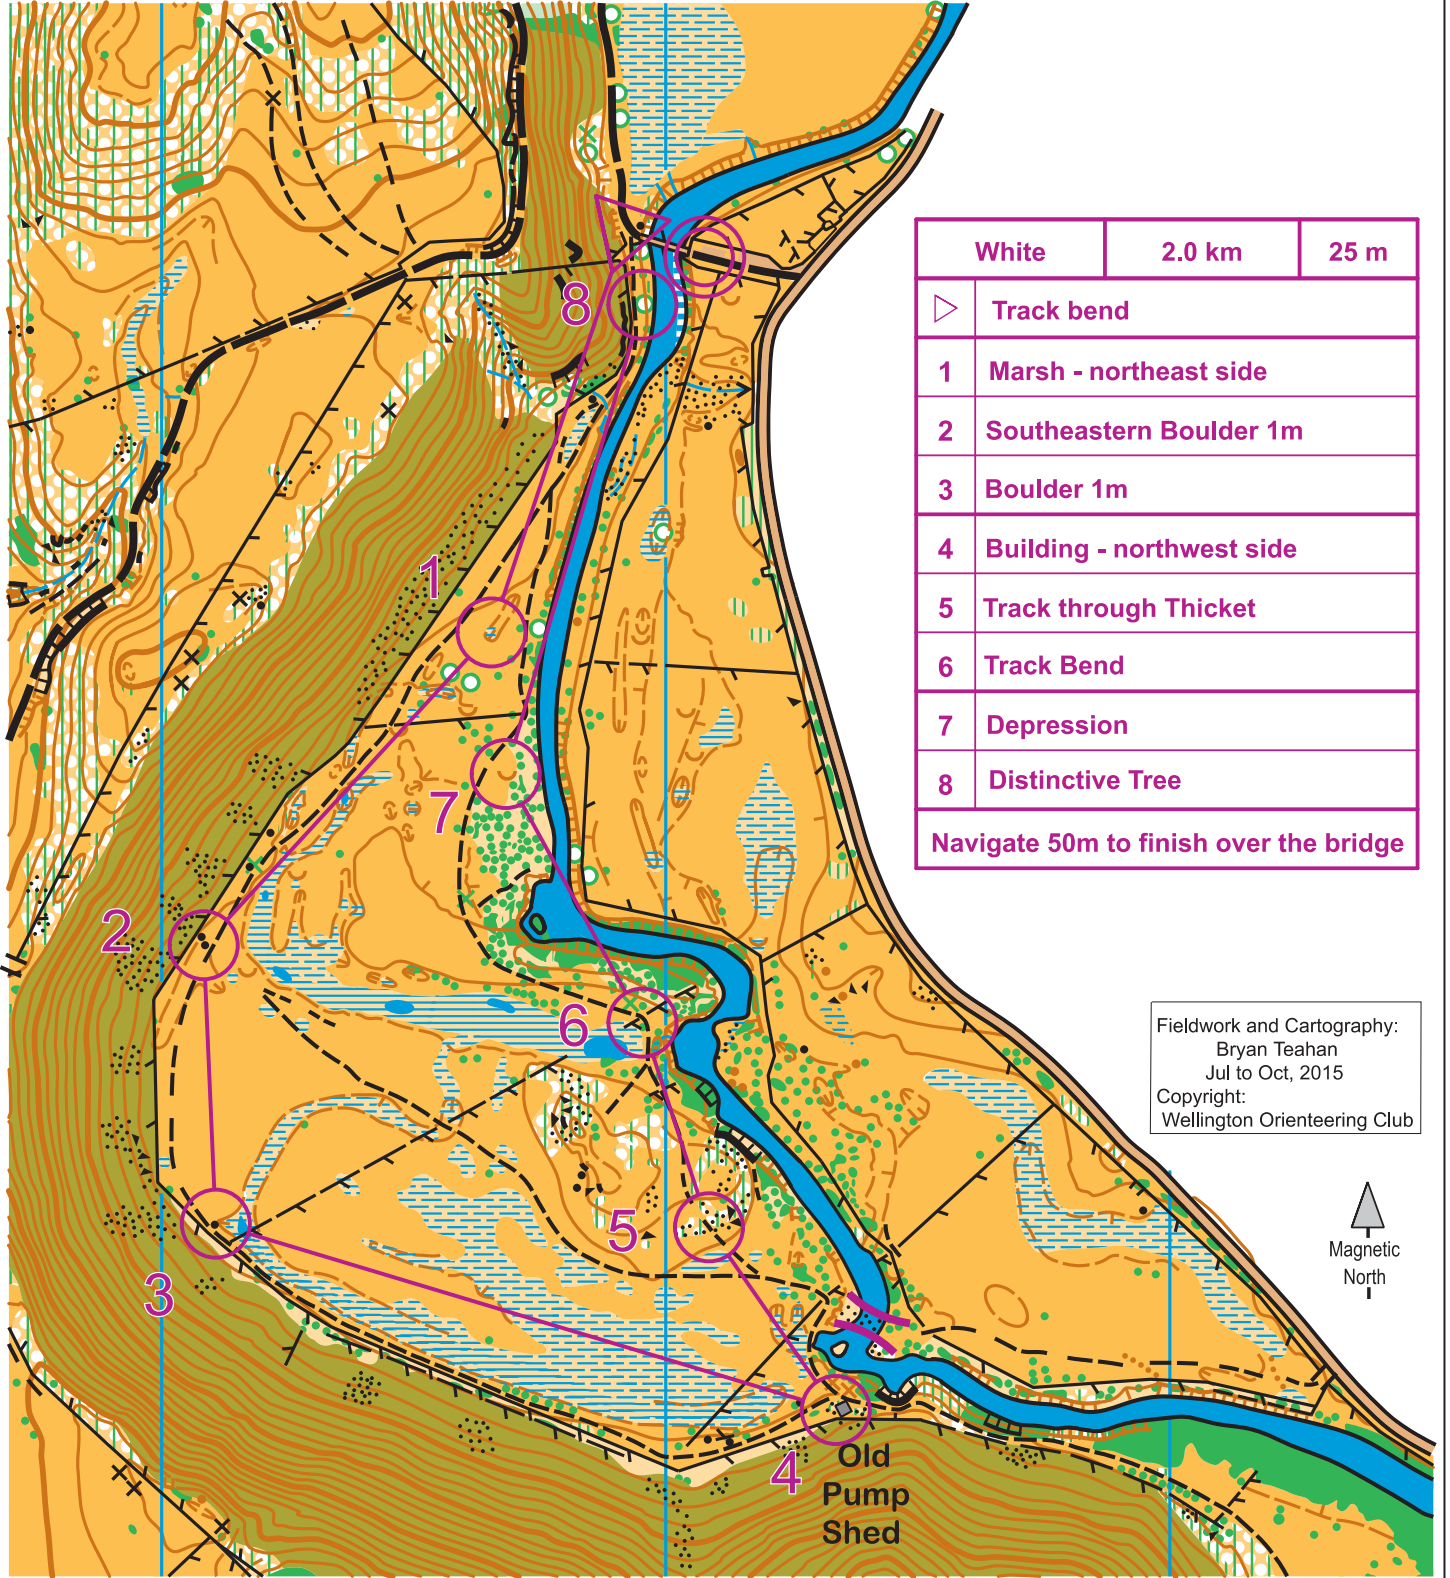 White 2.0 km 25 m
Track bend
1 Marsh - northeast side
2 Southeastern Boulder 1m
3 Boulder 1m
4 Building - northwest side
5 Track through Thicket
6 Track Bend
7 Depression
8 Distinctive Tree
Navigate 50m to finish over the bridge
8
1
7
2
6
5
3
4
Old
Pump
Shed
Fieldwork and Cartography:
Bryan Teahan
Jul to Oct, 2015
Copyright:
Wellington Orienteering Club
Magnetic
North